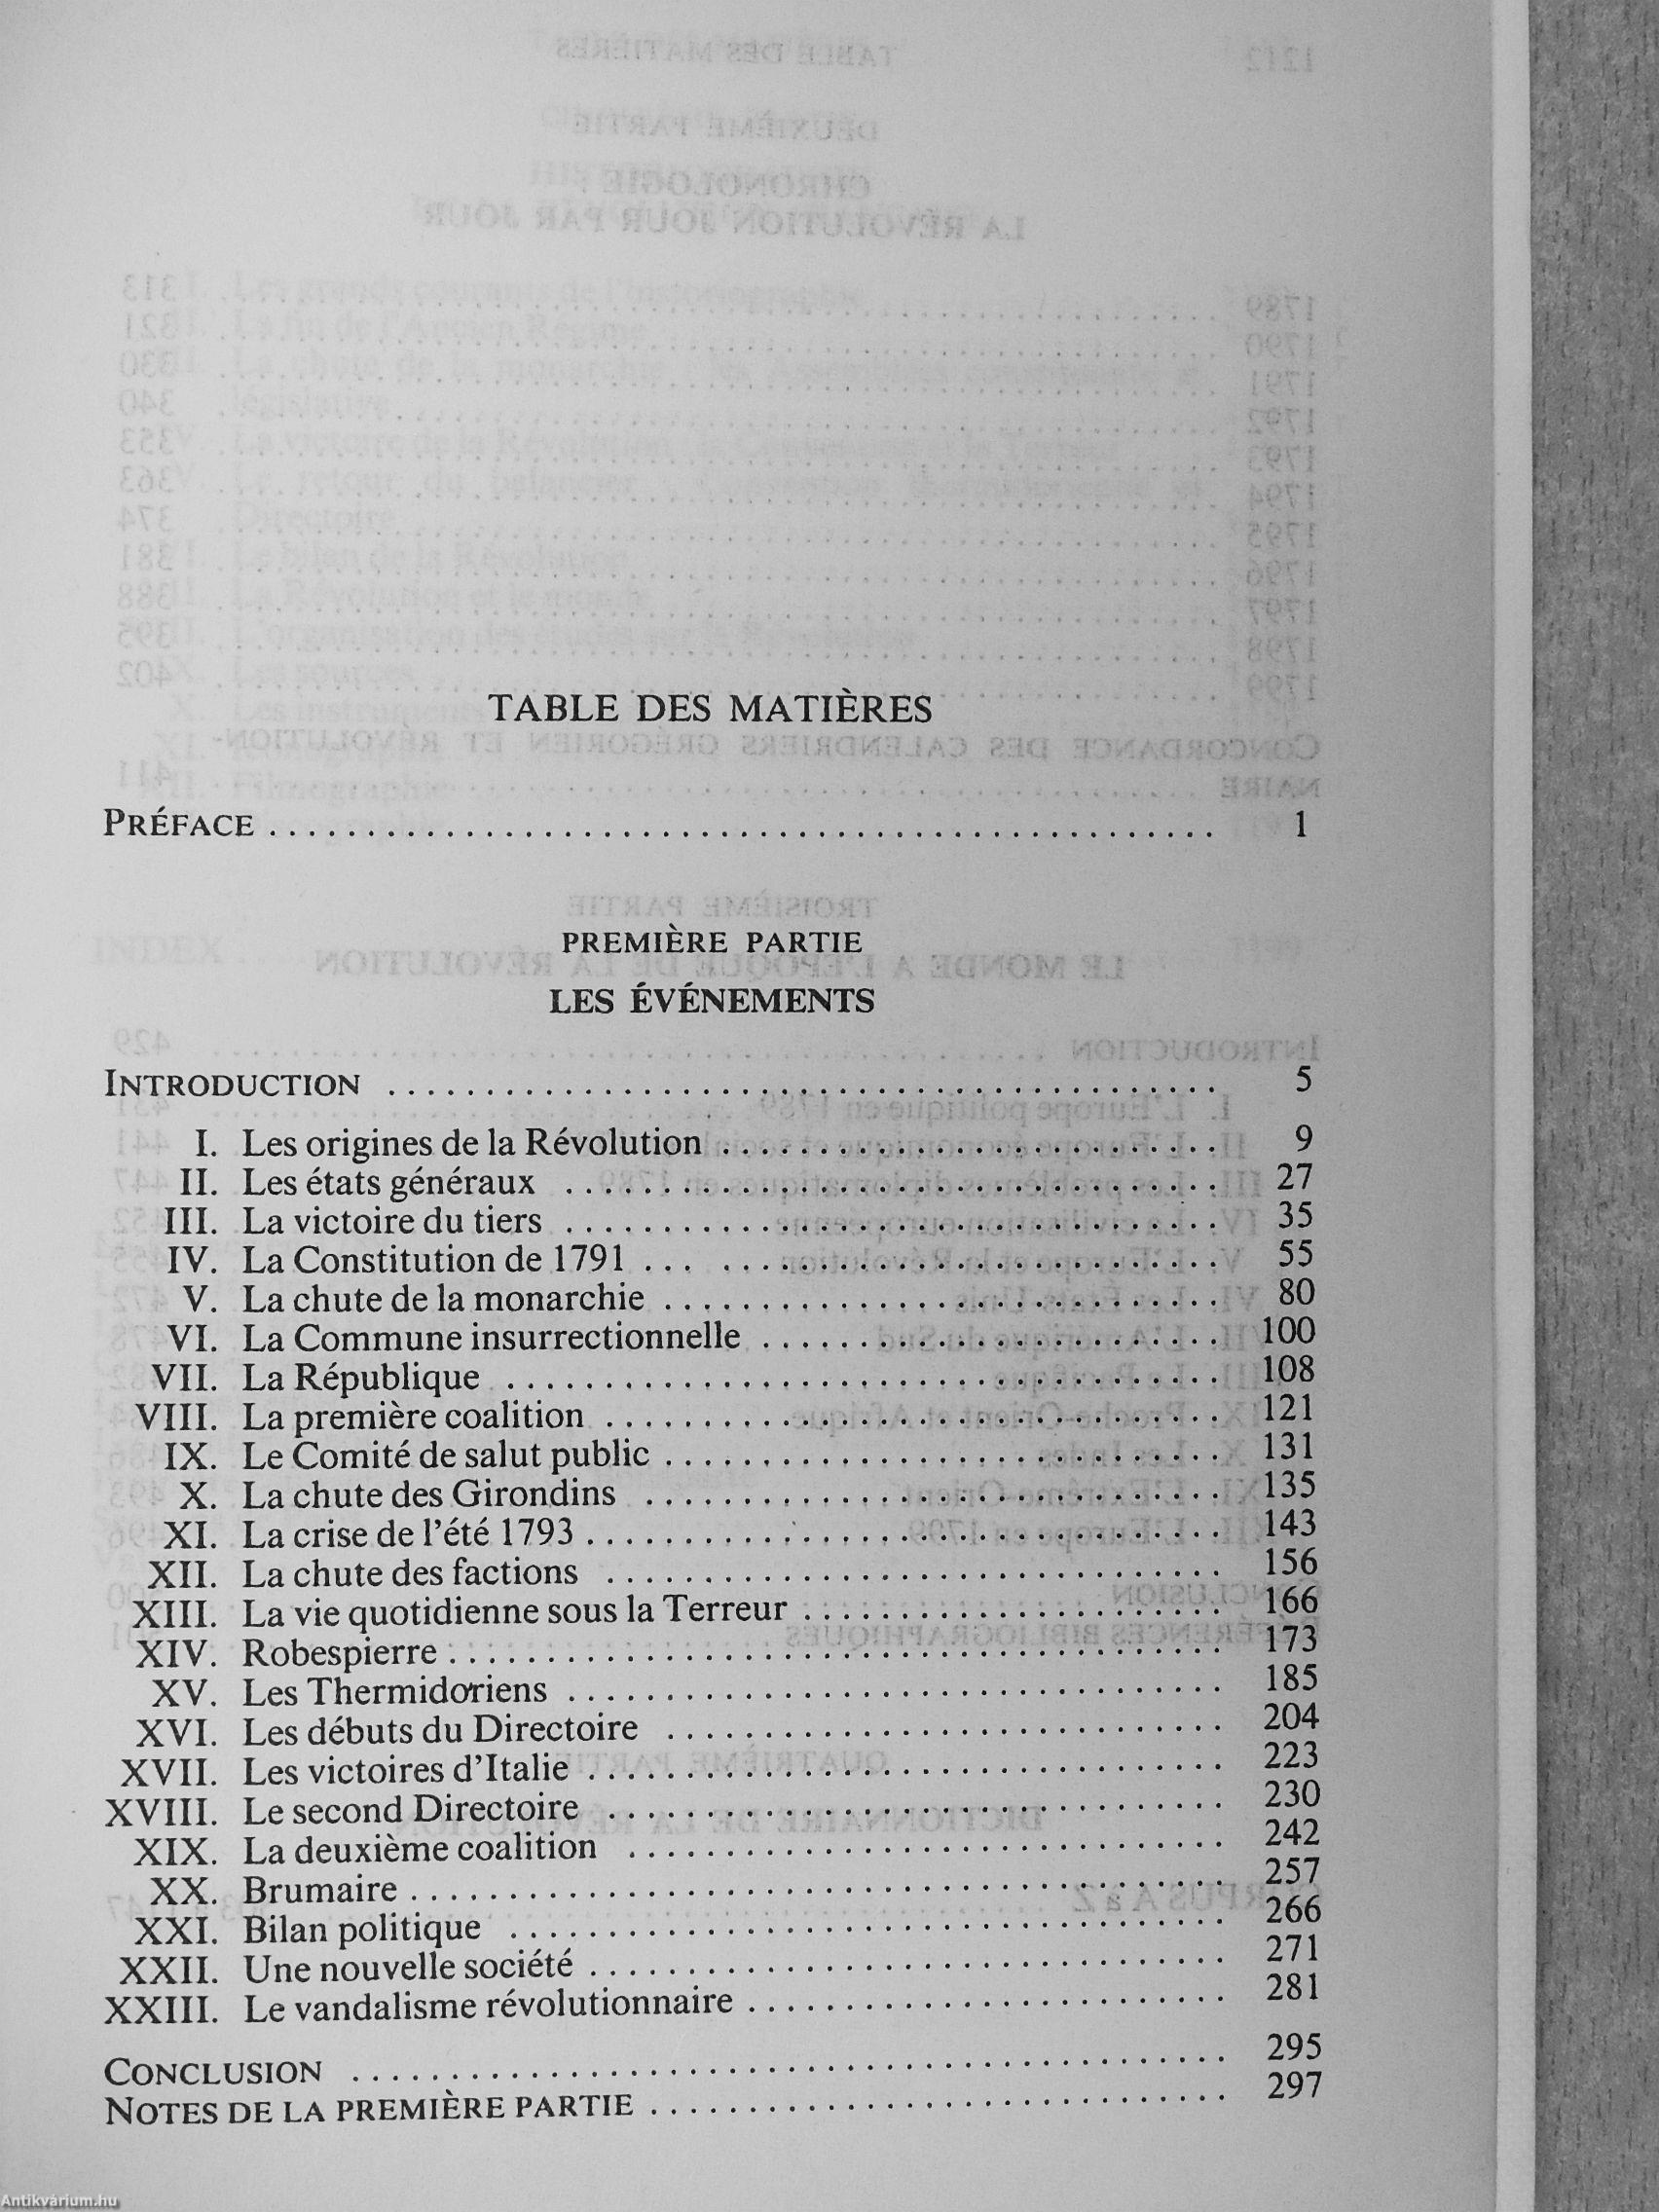 TABLE DES MATIÈRES
PRÉFACE ............ 1
PREMIÈRE PARTIE
LES ÉVÉNEMENTS
INTRODUCTION ............ 5
I. Les origines de la Révolution ............ 9
II. Les états généraux ............ 27
III. La victoire du tiers ............ 35
IV. La Constitution de 1791 ............ 55
V. La chute de la monarchie ............ 80
VI. La Commune insurrectionnelle ............ 100
VII. La République ............ 108
VIII. La première coalition ............ 121
IX. Le Comité de salut public ............ 131
X. La chute des Girondins ............ 135
XI. La crise de l'été 1793 ............ 143
XII. La chute des factions ............ 156
XIII. La vie quotidienne sous la Terreur ............ 166
XIV. Robespierre ............ 173
XV. Les Thermidoriens ............ 185
XVI. Les débuts du Directoire ............ 204
XVII. Les victoires d'Italie ............ 223
XVIII. Le second Directoire ............ 230
XIX. La deuxième coalition ............ 242
XX. Brumaire ............ 257
XXI. Bilan politique ............ 266
XXII. Une nouvelle société ............ 271
XXIII. Le vandalisme révolutionnaire ............ 281
CONCLUSION ............ 295
NOTES DE LA PREMIÈRE PARTIE ............ 297
Antikvárium.hu